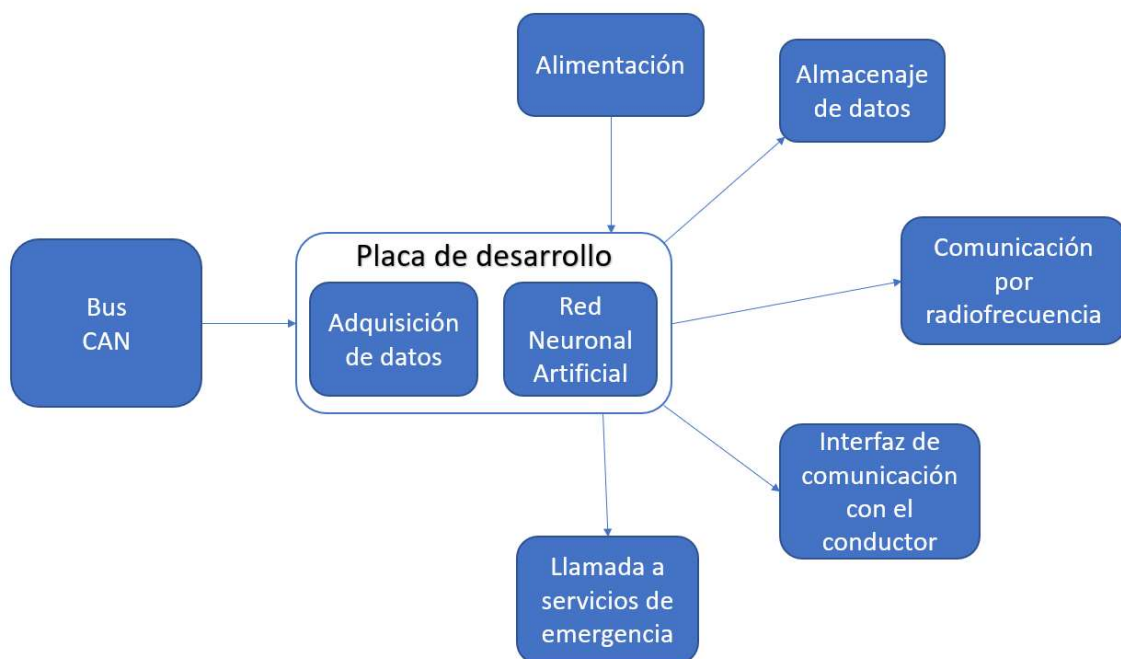 Alimentación
Almacenaje
de datos
Bus
CAN
Placa de desarrollo
Adquisición
de datos
Red
Neuronal
Artificial
Comunicación
por
radiofrecuencia
Interfaz de
comunicación
con el
conductor
Llamada a
servicios de
emergencia